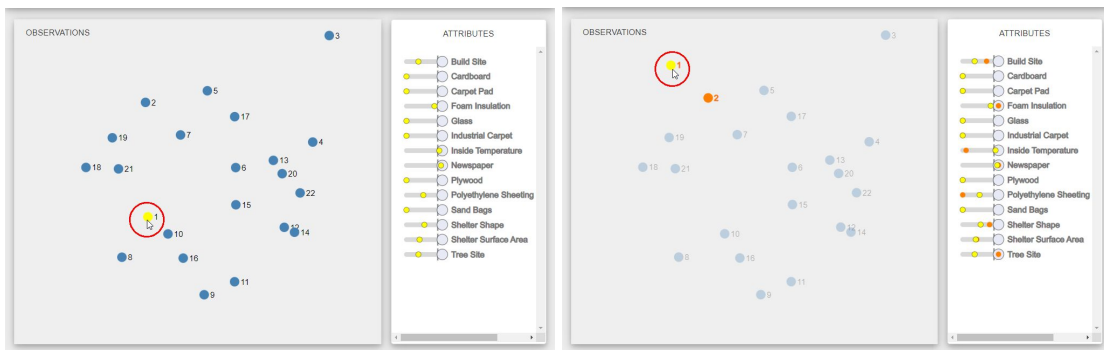 OBSERVATIONS
3
5
2
17
19
7
4
13
18
21
6
20
22
15
1
10
12
14
8
16
11
9
ATTRIBUTES
Build Site
Cardboard
Carpet Pad
Foam Insulation
Glass
Industrial Carpet
Inside Temperature
Newspaper
Plywood
Polyethylene Sheeting
Sand Bags
Shelter Shape
Shelter Surface Area
Tree Site
OBSERVATIONS
3
1
5
2
17
19
7
4
13
18
21
6
20
22
15
10
12
14
8
16
11
9
ATTRIBUTES
Build Site
Cardboard
Carpet Pad
Foam Insulation
Glass
Industrial Carpet
Inside Temperature
Newspaper
Plywood
Polyethylene Sheeting
Sand Bags
Shelter Shape
Shelter Surface Area
Tree Site